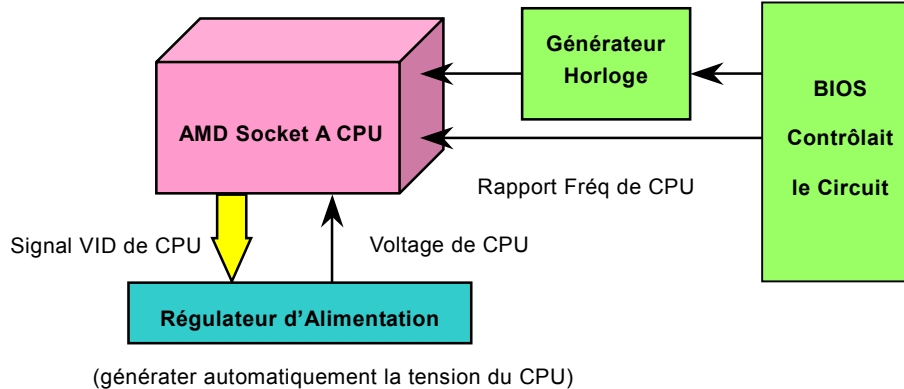 Générateur
Horloge
BIOS
Contrôlait
le Circuit
AMD Socket A CPU
Rapport Fréq de CPU
Signal VID de CPU
Voltage de CPU
Régulateur d’Alimentation
(générater automatiquement la tension du CPU)